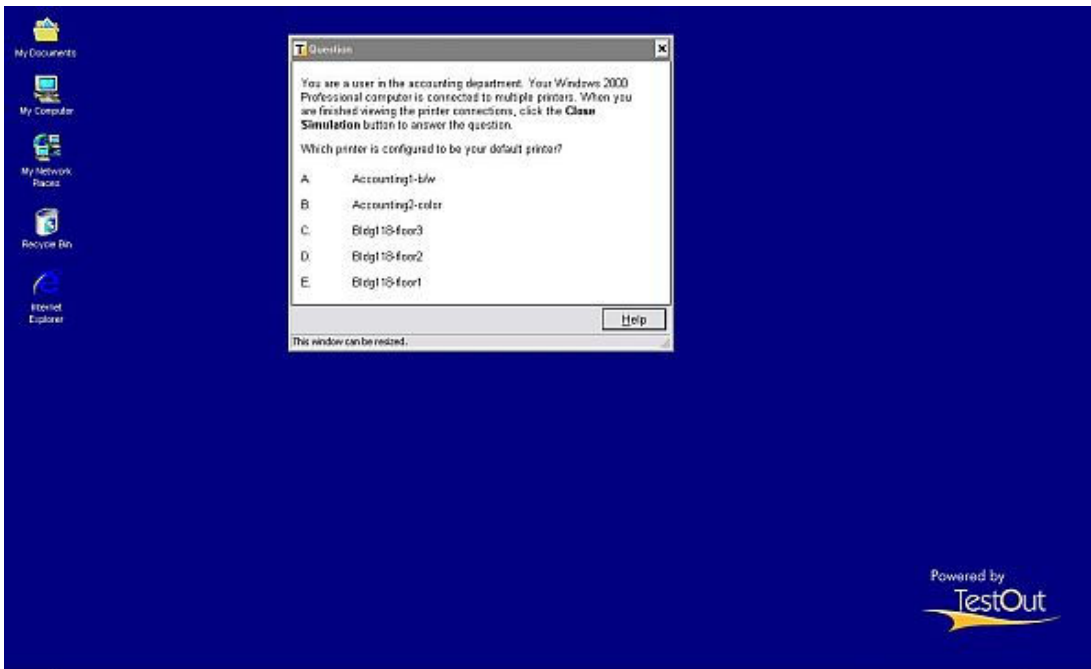 My Documents
My Computer
My Network
Places
Recycle Bin
Internet
Explorer
Question
You are a user in the accounting department. Your Windows 2000
Professional computer is connected to multiple printers. When you
are finished viewing the printer connections, click the Close
Simulation button to answer the question.
Which printer is configured to be your default printer?
A. Accounting1-b/w
B. Accounting2-color
C. Bldg118-floor3
D. Bldg118-floor2
E. Bldg118-floor1
Help
This window can be resized.
Powered by
TestOut